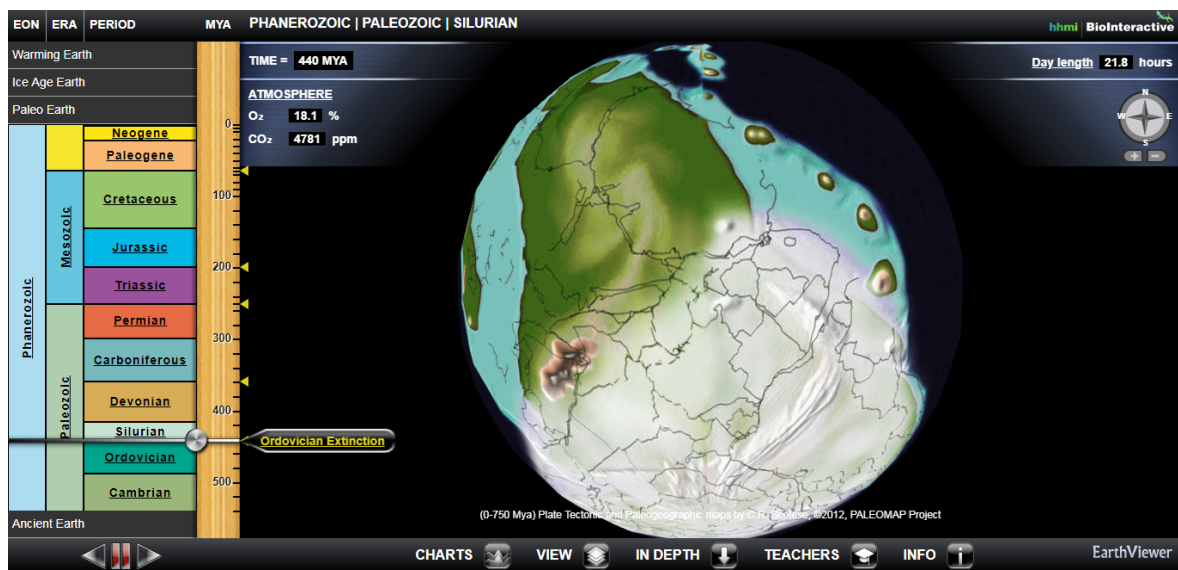 EON ERA PERIOD MYA PHANEROZOIC | PALEOZOIC | SILURIAN
hhmi BioInteractive
Warming Earth
Ice Age Earth
Paleo Earth
TIME = 440 MYA
Day length 21.8 hours
ATMOSPHERE
O₂ 18.1 %
CO₂ 4781 ppm
N
W E
S
+ −
Phanerozoic
Mesozoic
Paleozoic
Neogene
Paleogene
Cretaceous
Jurassic
Triassic
Permian
Carboniferous
Devonian
Silurian
Ordovician
Cambrian
0
100
200
300
400
500
Ordovician Extinction
Ancient Earth
(0-750 Mya) Plate Tectonic and Paleogeographic maps by C.R. Scotese, ©2012, PALEOMAP Project
CHARTS VIEW IN DEPTH TEACHERS INFO i EarthViewer